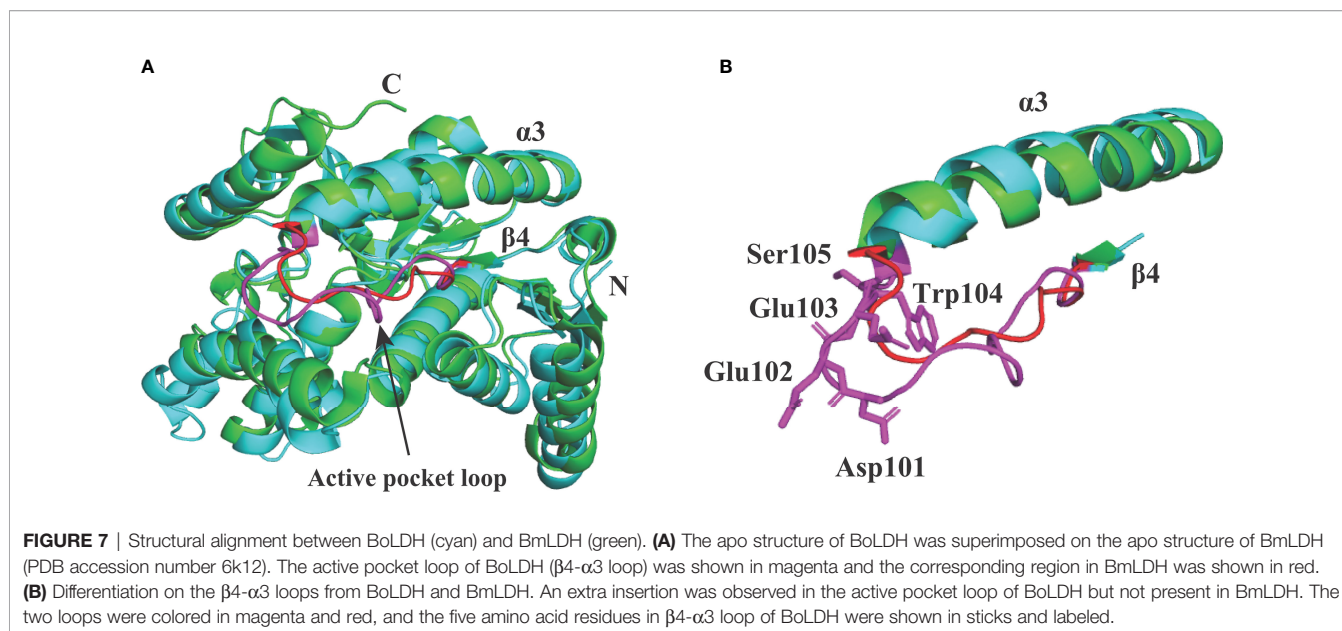 A
B
C
α3
β4
N
Active pocket loop
α3
β4
Ser105
Glu103
Trp104
Glu102
Asp101
FIGURE 7 | Structural alignment between BoLDH (cyan) and BmLDH (green). (A) The apo structure of BoLDH was superimposed on the apo structure of BmLDH
(PDB accession number 6k12). The active pocket loop of BoLDH (β4-α3 loop) was shown in magenta and the corresponding region in BmLDH was shown in red.
(B) Differentiation on the β4-α3 loops from BoLDH and BmLDH. An extra insertion was observed in the active pocket loop of BoLDH but not present in BmLDH. The
two loops were colored in magenta and red, and the five amino acid residues in β4-α3 loop of BoLDH were shown in sticks and labeled.